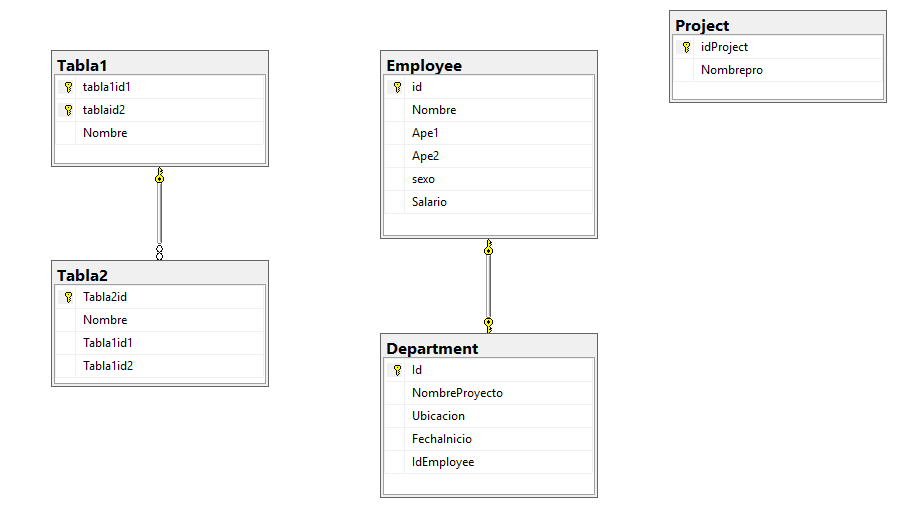 Tabla1
tabla1id1
tablaid2
Nombre
Tabla2
Tabla2id
Nombre
Tabla1id1
Tabla1id2
Employee
id
Nombre
Ape1
Ape2
sexo
Salario
Department
Id
NombreProyecto
Ubicacion
FechaInicio
IdEmployee
Project
idProject
Nombrepro